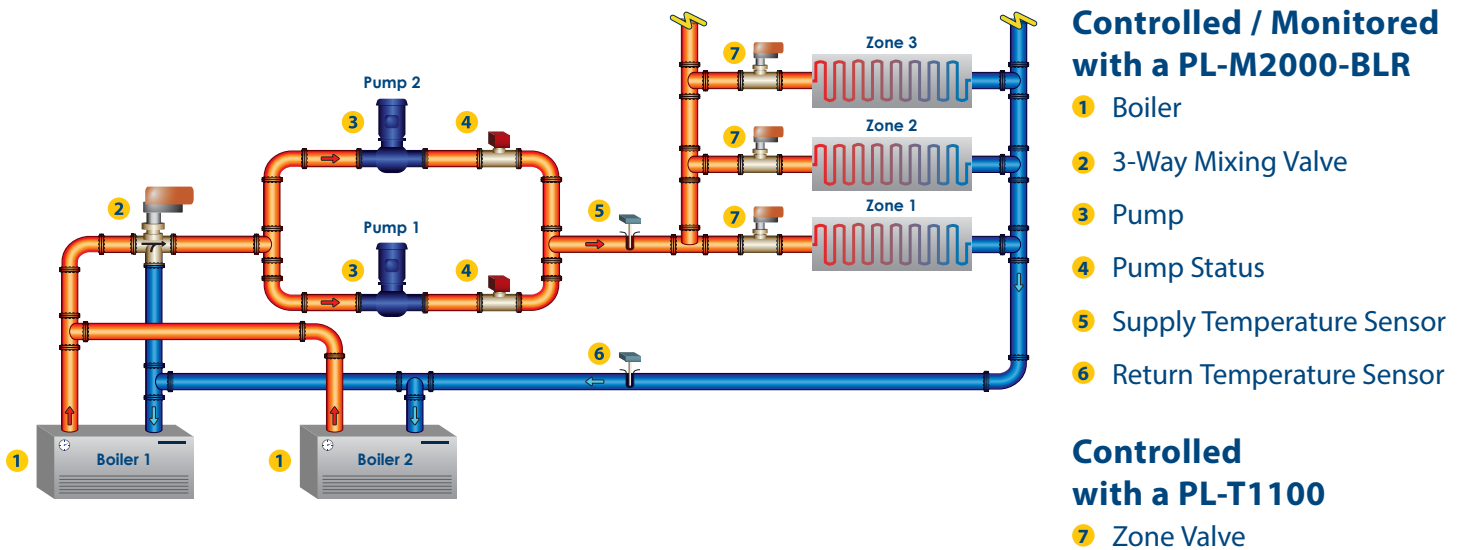 Zone 3
7
Pump 2
3
4
Zone 2
7
2
5
Zone 1
7
Pump 1
3
4
6
1
Boiler 1
1
Boiler 2
Controlled / Monitored
with a PL-M2000-BLR
1 Boiler
2 3-Way Mixing Valve
3 Pump
4 Pump Status
5 Supply Temperature Sensor
6 Return Temperature Sensor
Controlled
with a PL-T1100
7 Zone Valve